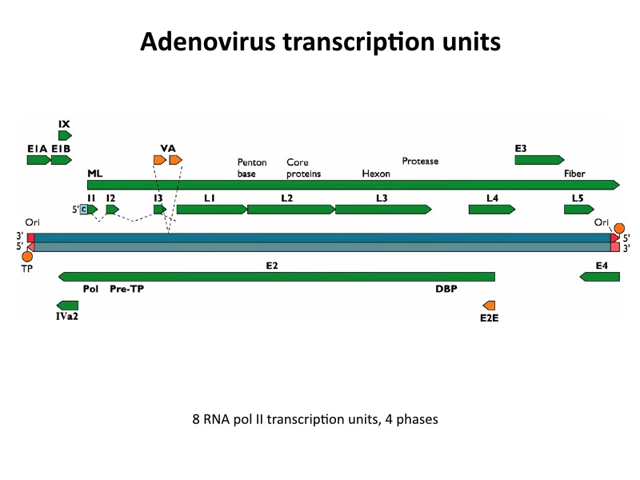 Adenovirus transcription units
IX
E1A E1B VA E3
ML Penton base Core proteins Hexon Protease Fiber
I1 I2 I3 L1 L2 L3 L4 L5
5' C
Ori Ori
3' 5'
5' 3'
TP
E2 E4
Pol Pre-TP DBP
IVa2 E2E
8 RNA pol II transcription units, 4 phases